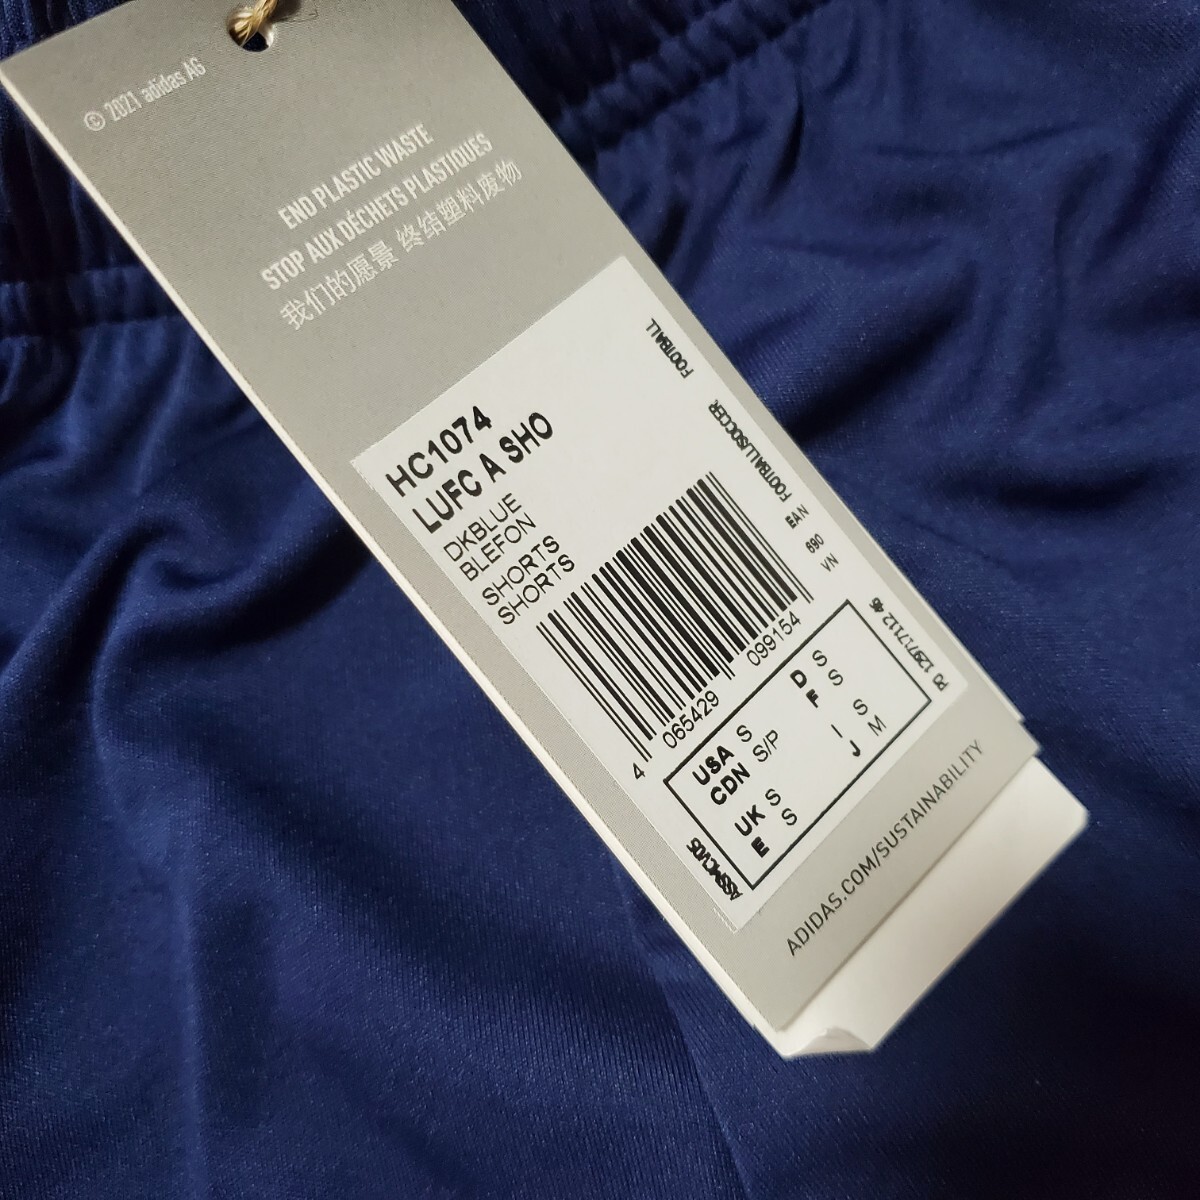 © 2021 adidas AG
END PLASTIC WASTE
STOP AUX DÉCHETS PLASTIQUES
我们的愿景 终结塑料废物
HC1074
LUFC A SHO
DKBLUE
BLEFON
SHORTS
SHORTS
FOOTBALL
FOOTBALL/SOCCER
EAN
690
VN
4 065429 099154
USA S
CDN S/P
UK S
E S
D S
F S
I S
J M
ADIDAS.COM/SUSTAINABILITY